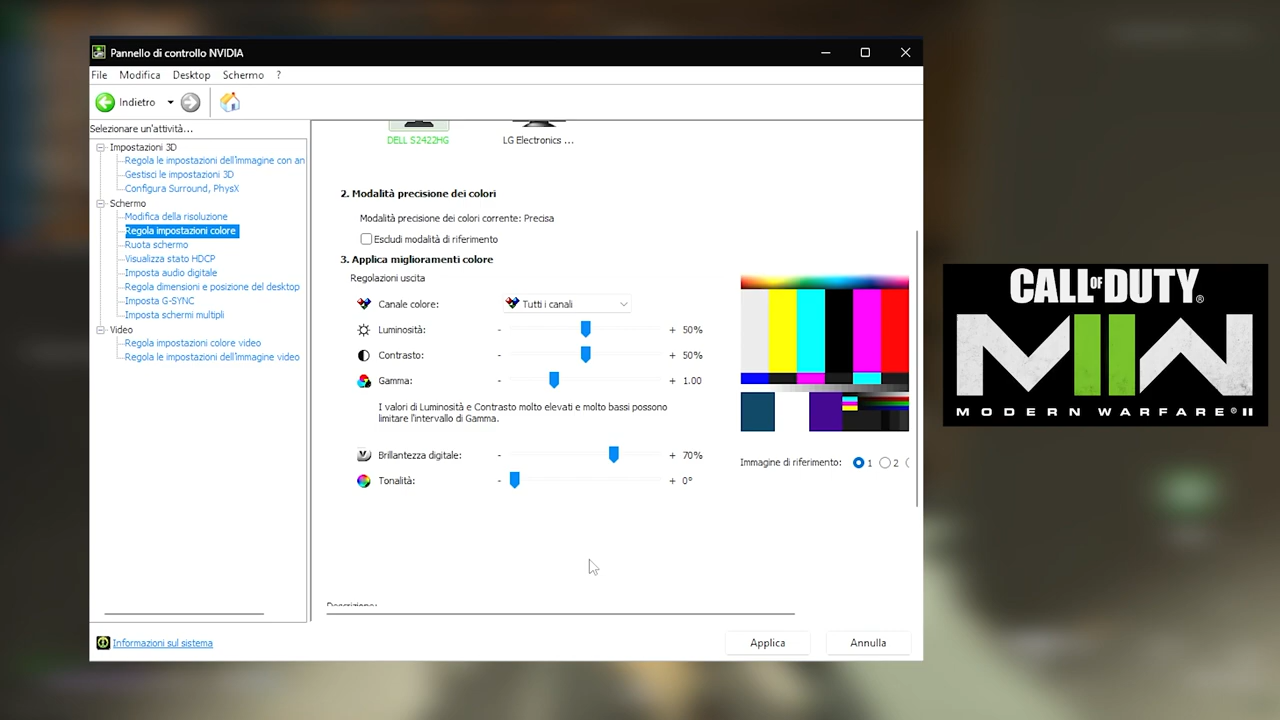 Pannello di controllo NVIDIA
File Modifica Desktop Schermo ?
Indietro
Selezionare un'attività...
Impostazioni 3D
Regola le impostazioni dell'immagine con an
Gestisci le impostazioni 3D
Configura Surround, PhysX
Schermo
Modifica della risoluzione
Regola impostazioni colore
Ruota schermo
Visualizza stato HDCP
Imposta audio digitale
Regola dimensioni e posizione del desktop
Imposta G-SYNC
Imposta schermi multipli
Video
Regola impostazioni colore video
Regola le impostazioni dell'immagine video
Informazioni sul sistema
DELL S2422HG LG Electronics ...
2. Modalità precisione dei colori
Modalità precisione dei colori corrente: Precisa
Escludi modalità di riferimento
3. Applica miglioramenti colore
Regolazioni uscita
Canale colore: Tutti i canali
Luminosità: - + 50%
Contrasto: - + 50%
Gamma: - + 1.00
I valori di Luminosità e Contrasto molto elevati e molto bassi possono
limitare l'intervallo di Gamma.
Brillantezza digitale: - + 70%
Tonalità: - + 0°
Immagine di riferimento: 1 2
Descrizione:
Applica Annulla
CALL OF DUTY®
MIIW
MODERN WARFARE® II